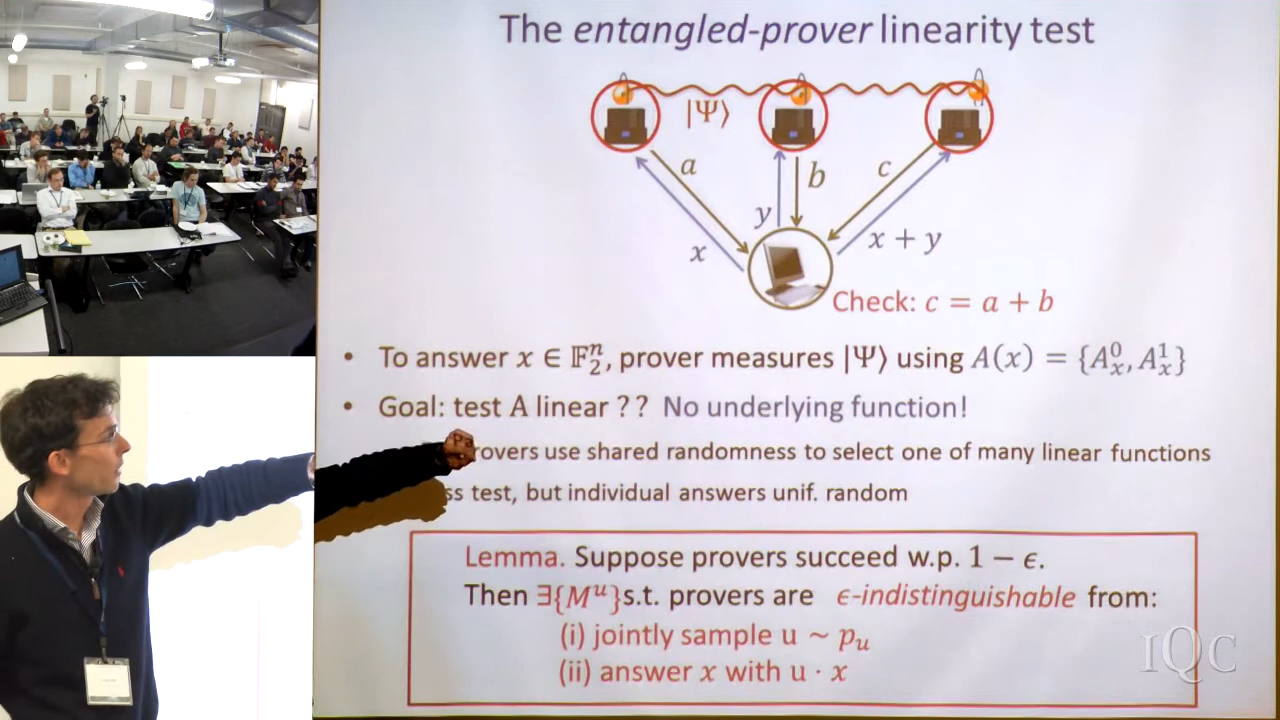 The entangled-prover linearity test
|Ψ⟩
a
b
c
y
x
x + y
Check: c = a + b
• To answer x ∈ 𝔽₂ⁿ, prover measures |Ψ⟩ using A(x) = {A⁰ₓ, A¹ₓ}
• Goal: test A linear ?? No underlying function!
use shared randomness to select one of many linear functions
test, but individual answers unif. random
Lemma. Suppose provers succeed w.p. 1 − ϵ.
Then ∃{Mᵘ}s.t. provers are ϵ-indistinguishable from:
(i) jointly sample u ~ pᵤ
(ii) answer x with u · x
IQC